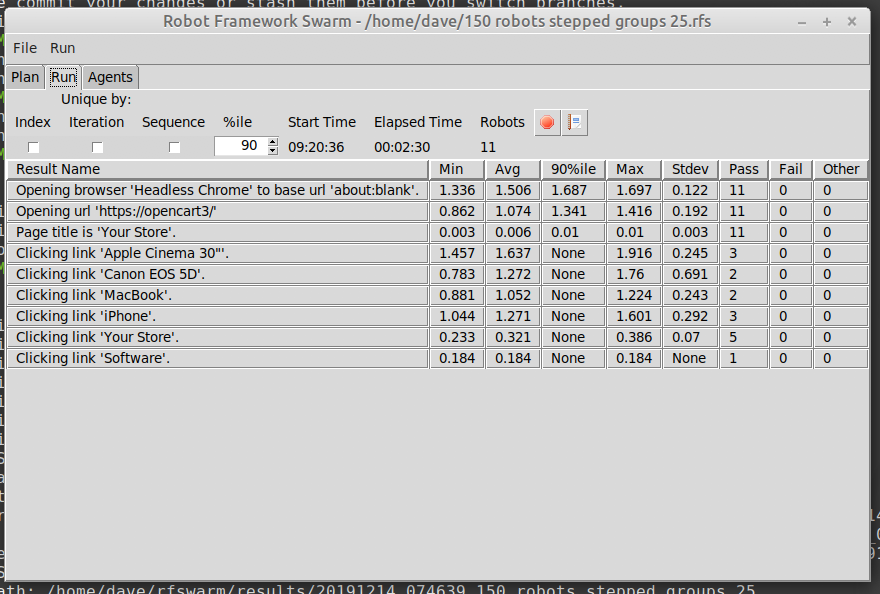 e commit your changes or stash them before you switch branches.
Robot Framework Swarm - /home/dave/150 robots stepped groups 25.rfs
File Run
Plan Run Agents
Unique by:
Index Iteration Sequence %ile Start Time Elapsed Time Robots
90 09:20:36 00:02:30 11
Result Name Min Avg 90%ile Max Stdev Pass Fail Other
Opening browser 'Headless Chrome' to base url 'about:blank'. 1.336 1.506 1.687 1.697 0.122 11 0 0
Opening url 'https://opencart3/' 0.862 1.074 1.341 1.416 0.192 11 0 0
Page title is 'Your Store'. 0.003 0.006 0.01 0.01 0.003 11 0 0
Clicking link 'Apple Cinema 30"'. 1.457 1.637 None 1.916 0.245 3 0 0
Clicking link 'Canon EOS 5D'. 0.783 1.272 None 1.76 0.691 2 0 0
Clicking link 'MacBook'. 0.881 1.052 None 1.224 0.243 2 0 0
Clicking link 'iPhone'. 1.044 1.271 None 1.601 0.292 3 0 0
Clicking link 'Your Store'. 0.233 0.321 None 0.386 0.07 5 0 0
Clicking link 'Software'. 0.184 0.184 None 0.184 None 1 0 0
ath: /home/dave/rfswarm/results/20191214_074639_150 robots stepped groups 25